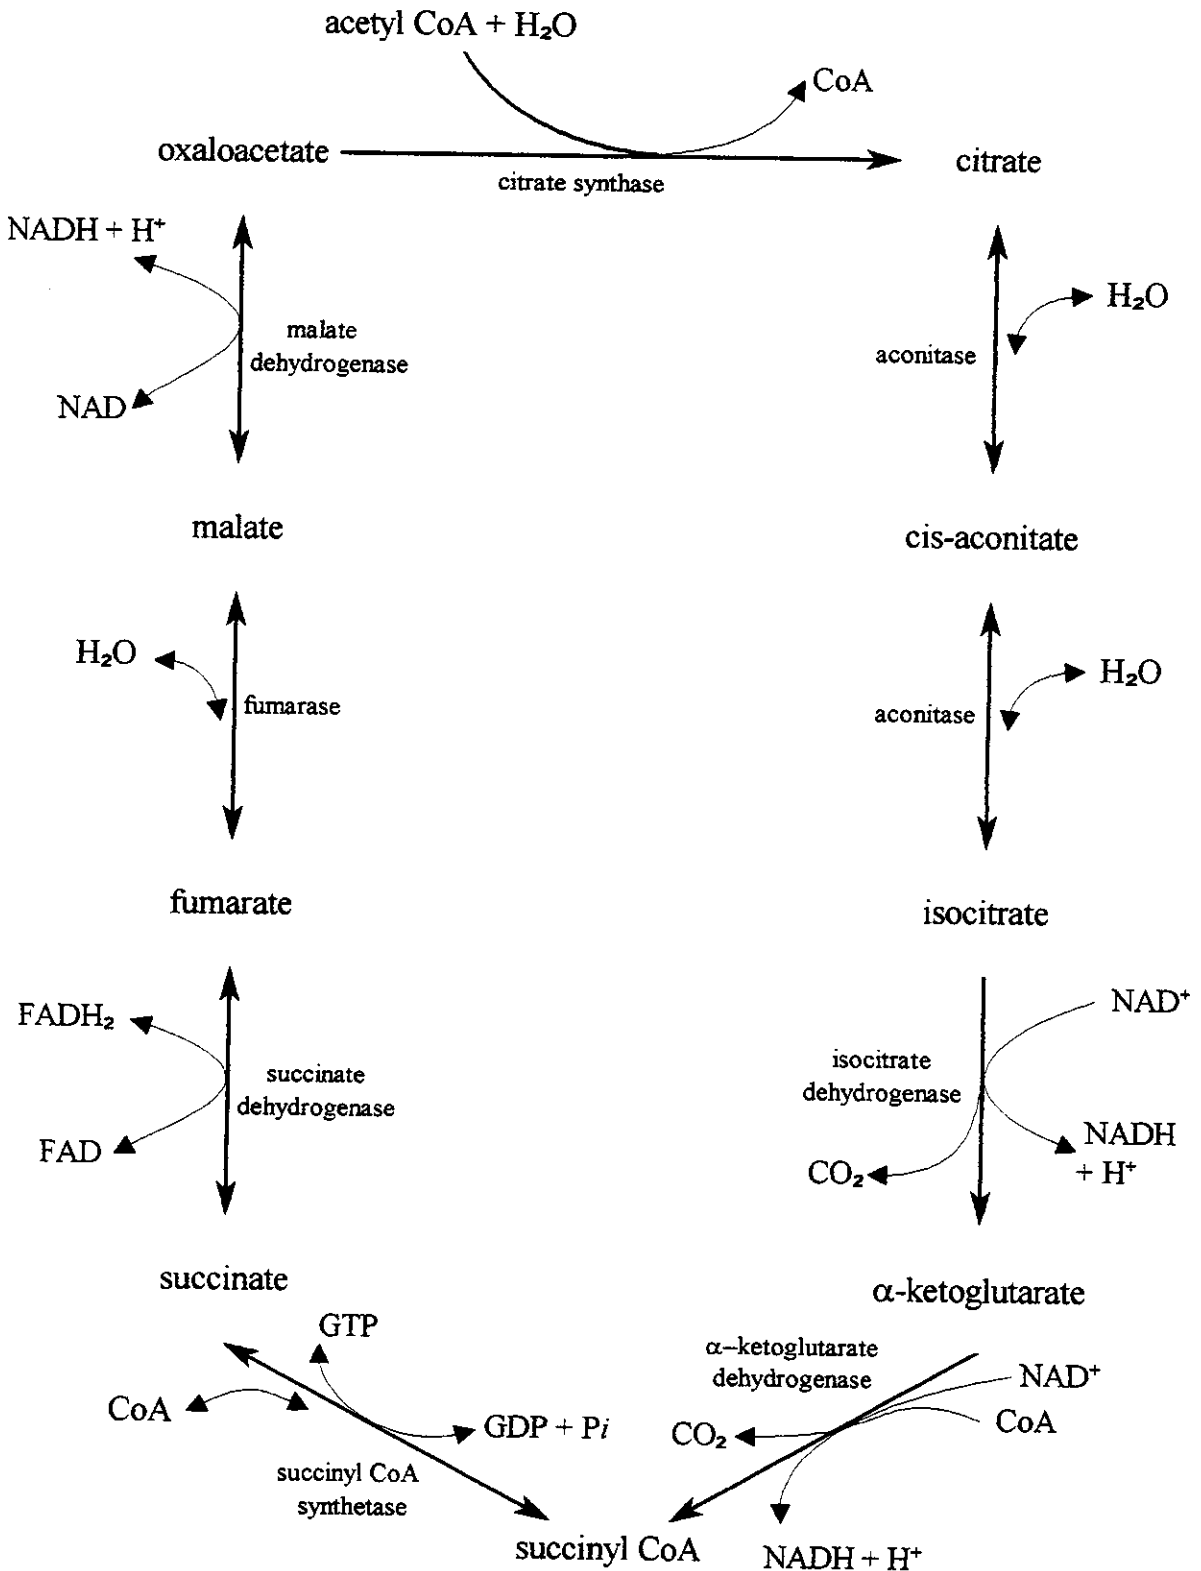 acetyl CoA + H₂O
CoA
oxaloacetate
citrate synthase
citrate
NADH + H⁺
malate
dehydrogenase
NAD
H₂O
aconitase
malate
cis-aconitate
H₂O
fumarase
H₂O
aconitase
fumarate
isocitrate
FADH₂
succinate
dehydrogenase
FAD
NAD⁺
isocitrate
dehydrogenase
NADH
+ H⁺
CO₂
succinate
α-ketoglutarate
GTP
CoA
GDP + Pi
succinyl CoA
synthetase
α–ketoglutarate
dehydrogenase
NAD⁺
CoA
CO₂
succinyl CoA
NADH + H⁺